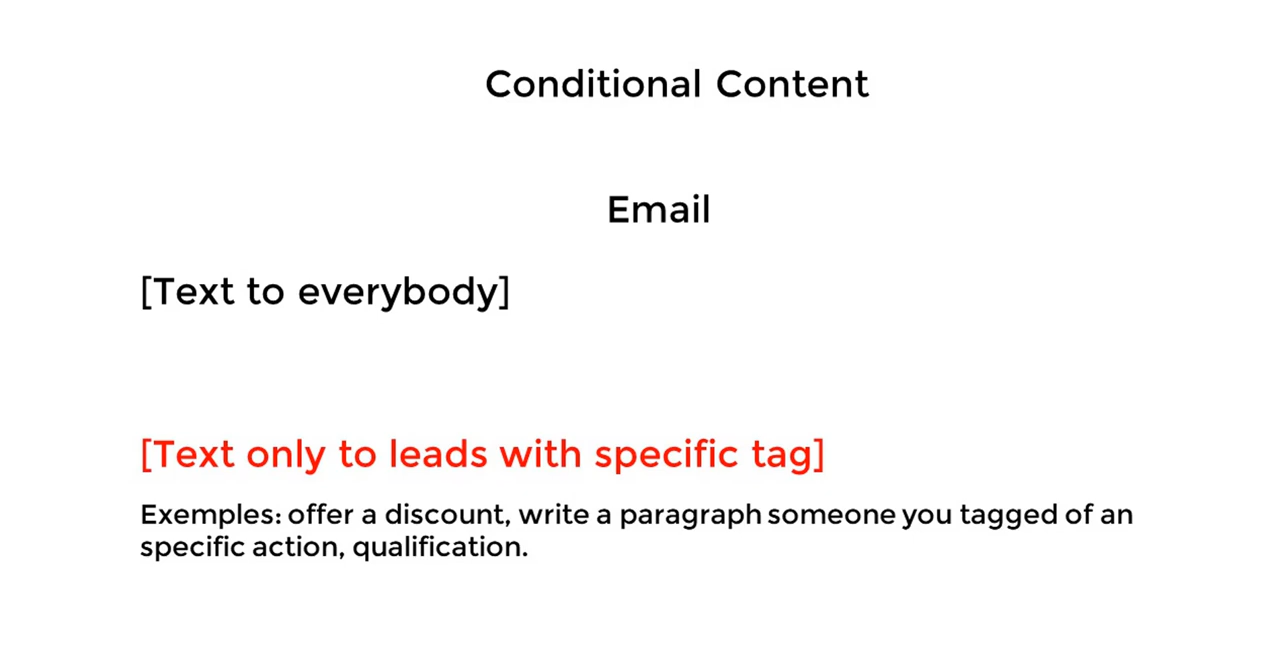 Conditional Content
Email
[Text to everybody]
[Text only to leads with specific tag]
Exemples: offer a discount, write a paragraph someone you tagged of an
specific action, qualification.